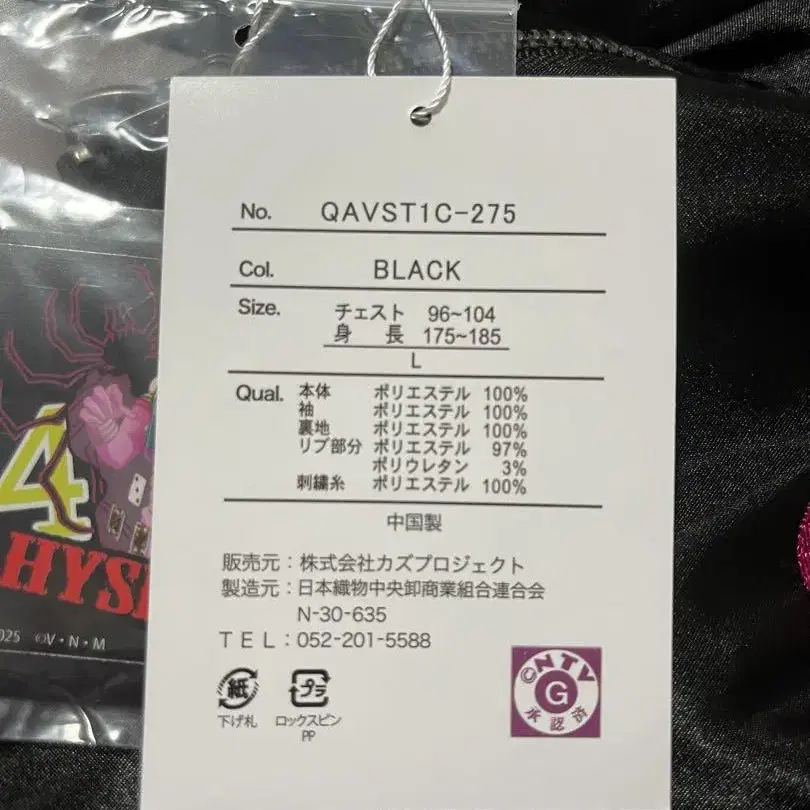 No. QAVST1C-275
Col. BLACK
Size. チェスト 96~104
身 長 175~185
L
Qual. 本体 ポリエステル 100%
袖 ポリエステル 100%
裏地 ポリエステル 100%
リブ部分 ポリエステル 97%
ポリウレタン 3%
刺繍糸 ポリエステル 100%
中国製
販売元：株式会社カズプロジェクト
製造元：日本織物中央卸商業組合連合会
N-30-635
TEL：052-201-5588
紙
下げ札
プラ
ロックスピン
PP
©NTV
G
承認済
4
HYS
025 ©V・N・M